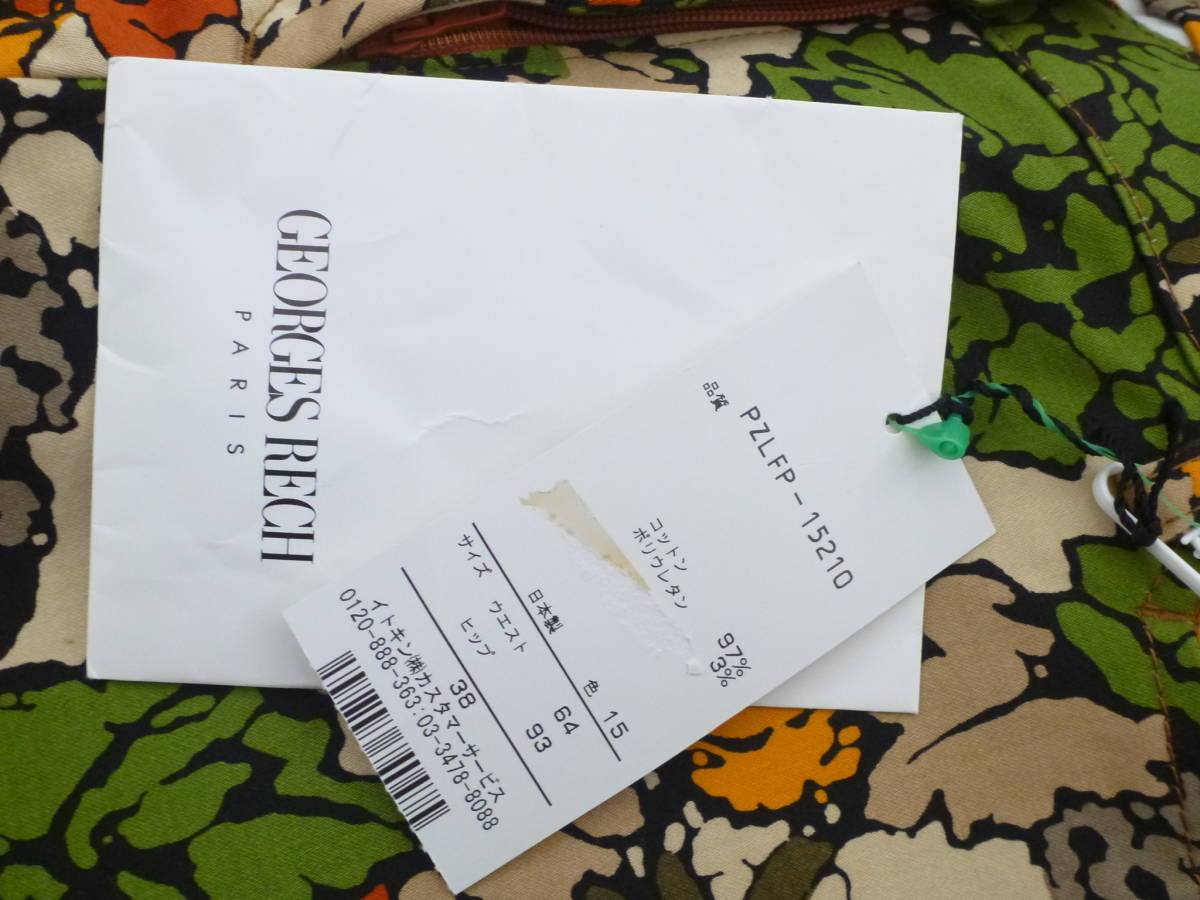 GEORGES RECH
PARIS
PZLFP-15210
品質
コットン 97%
ポリウレタン 3%
日本製 色 15
サイズ ウエスト 64
ヒップ 93
38
イトキン㈱カスタマーサービス
0120-888-363:03-3478-8088